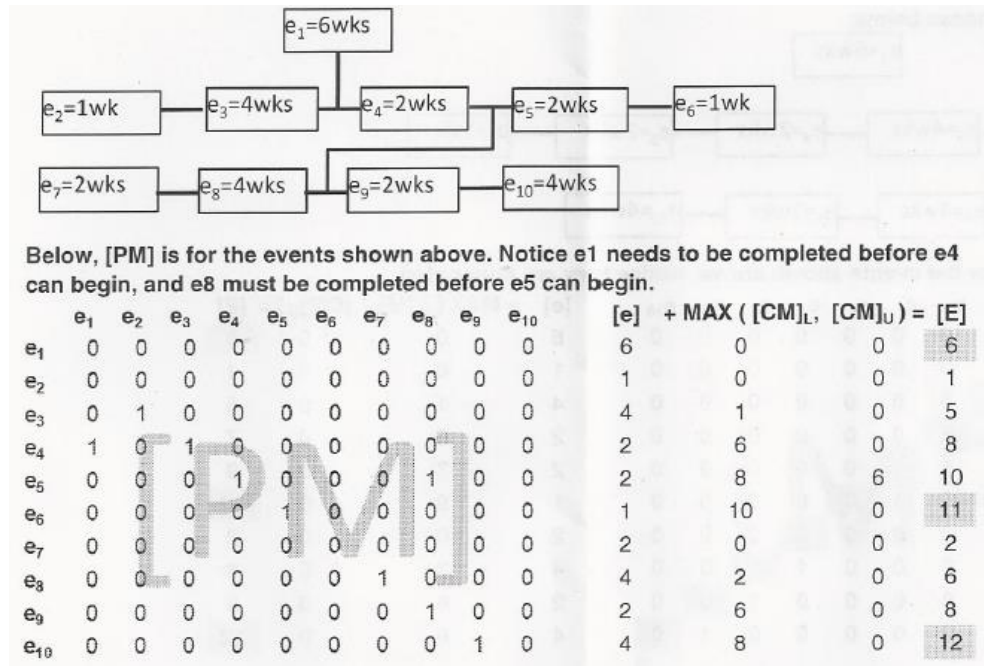 e₁=6wks
e₂=1wk e₃=4wks e₄=2wks e₅=2wks e₆=1wk
e₇=2wks e₈=4wks e₉=2wks e₁₀=4wks
Below, [PM] is for the events shown above. Notice e1 needs to be completed before e4
can begin, and e8 must be completed before e5 can begin.
e₁ e₂ e₃ e₄ e₅ e₆ e₇ e₈ e₉ e₁₀ [e] + MAX ( [CM]L, [CM]U ) = [E]
e₁ 0 0 0 0 0 0 0 0 0 0 6 0 0 6
e₂ 0 0 0 0 0 0 0 0 0 0 1 0 0 1
e₃ 0 1 0 0 0 0 0 0 0 0 4 1 0 5
e₄ 1 0 1 0 0 0 0 0 0 0 2 6 0 8
e₅ 0 0 0 1 0 0 0 1 0 0 2 8 6 10
e₆ 0 0 0 0 1 0 0 0 0 0 1 10 0 11
e₇ 0 0 0 0 0 0 0 0 0 0 2 0 0 2
e₈ 0 0 0 0 0 0 1 0 0 0 4 2 0 6
e₉ 0 0 0 0 0 0 0 1 0 0 2 6 0 8
e₁₀ 0 0 0 0 0 0 0 0 1 0 4 8 0 12
[PM]